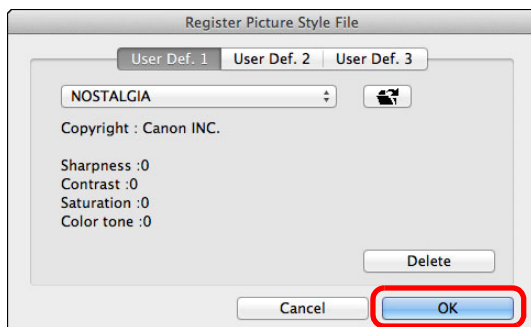 Register Picture Style File
User Def. 1 User Def. 2 User Def. 3
NOSTALGIA
Copyright : Canon INC.
Sharpness :0
Contrast :0
Saturation :0
Color tone :0
Delete
Cancel OK